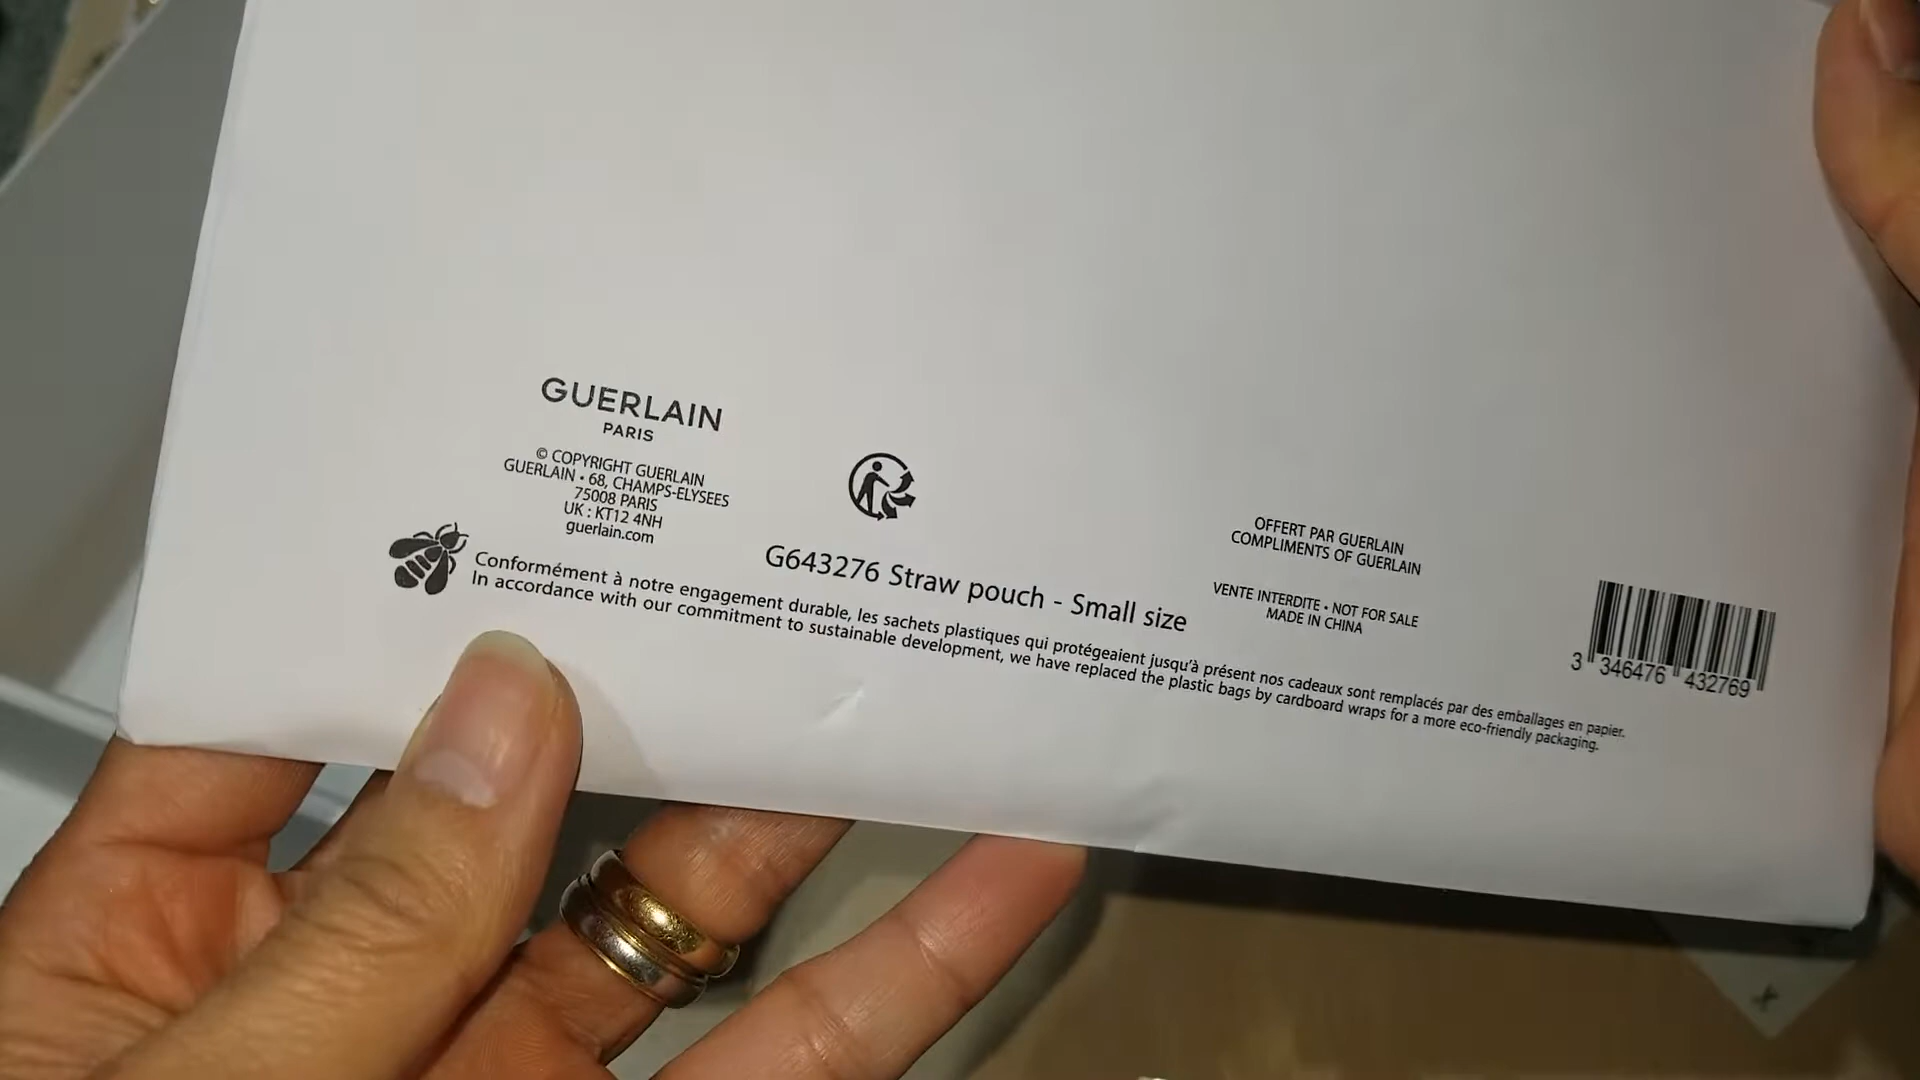 GUERLAIN
PARIS
© COPYRIGHT GUERLAIN
GUERLAIN • 68, CHAMPS-ELYSEES
75008 PARIS
UK : KT12 4NH
guerlain.com
G643276 Straw pouch - Small size
OFFERT PAR GUERLAIN
COMPLIMENTS OF GUERLAIN
VENTE INTERDITE • NOT FOR SALE
MADE IN CHINA
3 346476 432769
Conformément à notre engagement durable, les sachets plastiques qui protégeaient jusqu'à présent nos cadeaux sont remplacés par des emballages en papier.
In accordance with our commitment to sustainable development, we have replaced the plastic bags by cardboard wraps for a more eco-friendly packaging.